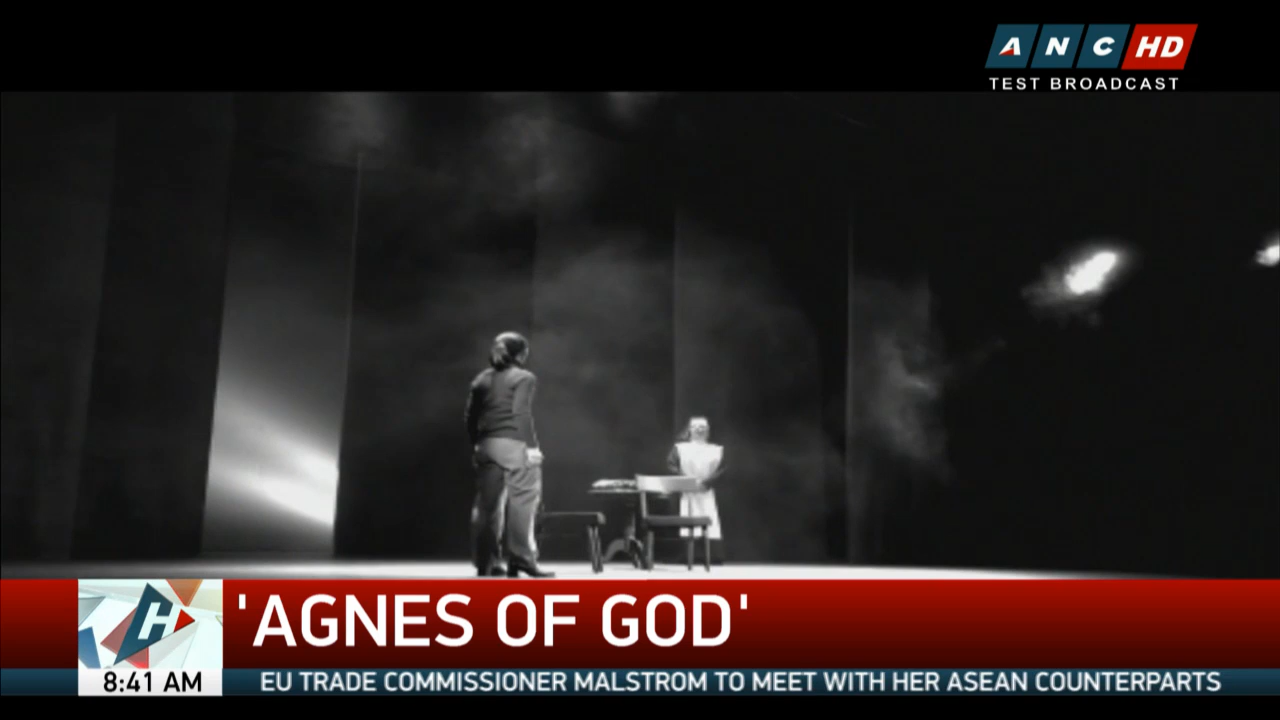 ANC HD
TEST BROADCAST
'AGNES OF GOD'
H
8:41 AM
EU TRADE COMMISSIONER MALSTROM TO MEET WITH HER ASEAN COUNTERPARTS